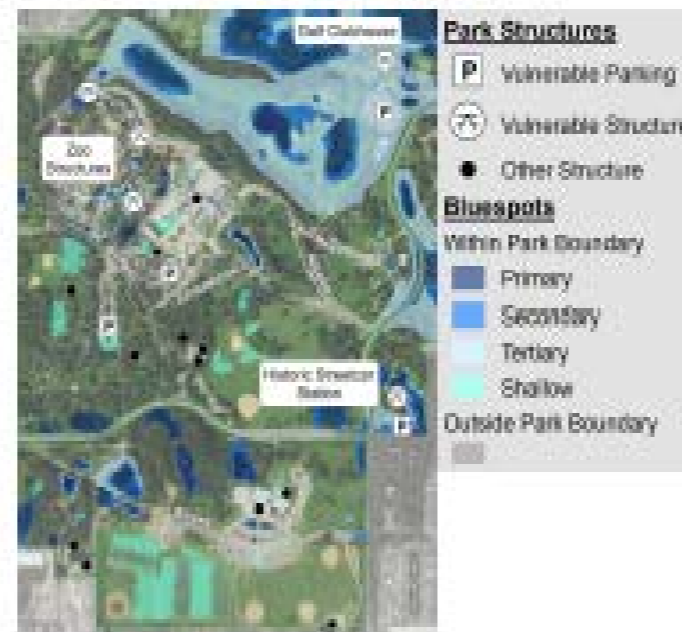 Golf Clubhouse
Zoo
Structures
Historic Streetcar
Station
P
P
P
P
Park Structures
P Vulnerable Parking
Vulnerable Structure
Other Structure
Bluespots
Within Park Boundary
Primary
Secondary
Tertiary
Shallow
Outside Park Boundary